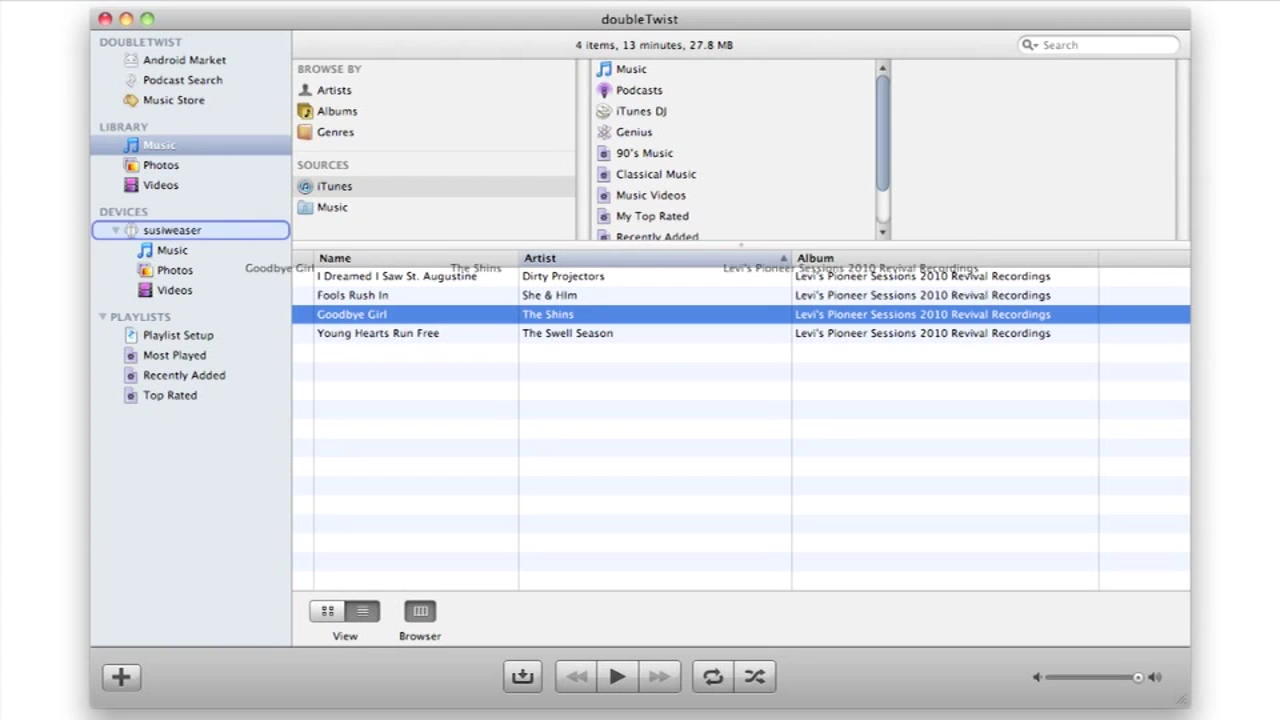 doubleTwist
4 items, 13 minutes, 27.8 MB
Search
DOUBLETWIST
Android Market
Podcast Search
Music Store
LIBRARY
Music
Photos
Videos
DEVICES
susiweaser
Music
Photos
Videos
PLAYLISTS
Playlist Setup
Most Played
Recently Added
Top Rated
BROWSE BY
Artists
Albums
Genres
SOURCES
iTunes
Music
Music
Podcasts
iTunes DJ
Genius
90's Music
Classical Music
Music Videos
My Top Rated
Recently Added
Name Artist Album
Goodbye Girl The Shins Levi's Pioneer Sessions 2010 Revival Recordings
I Dreamed I Saw St. Augustine Dirty Projectors Levi's Pioneer Sessions 2010 Revival Recordings
Fools Rush In She & HIm Levi's Pioneer Sessions 2010 Revival Recordings
Goodbye Girl The Shins Levi's Pioneer Sessions 2010 Revival Recordings
Young Hearts Run Free The Swell Season Levi's Pioneer Sessions 2010 Revival Recordings
View Browser